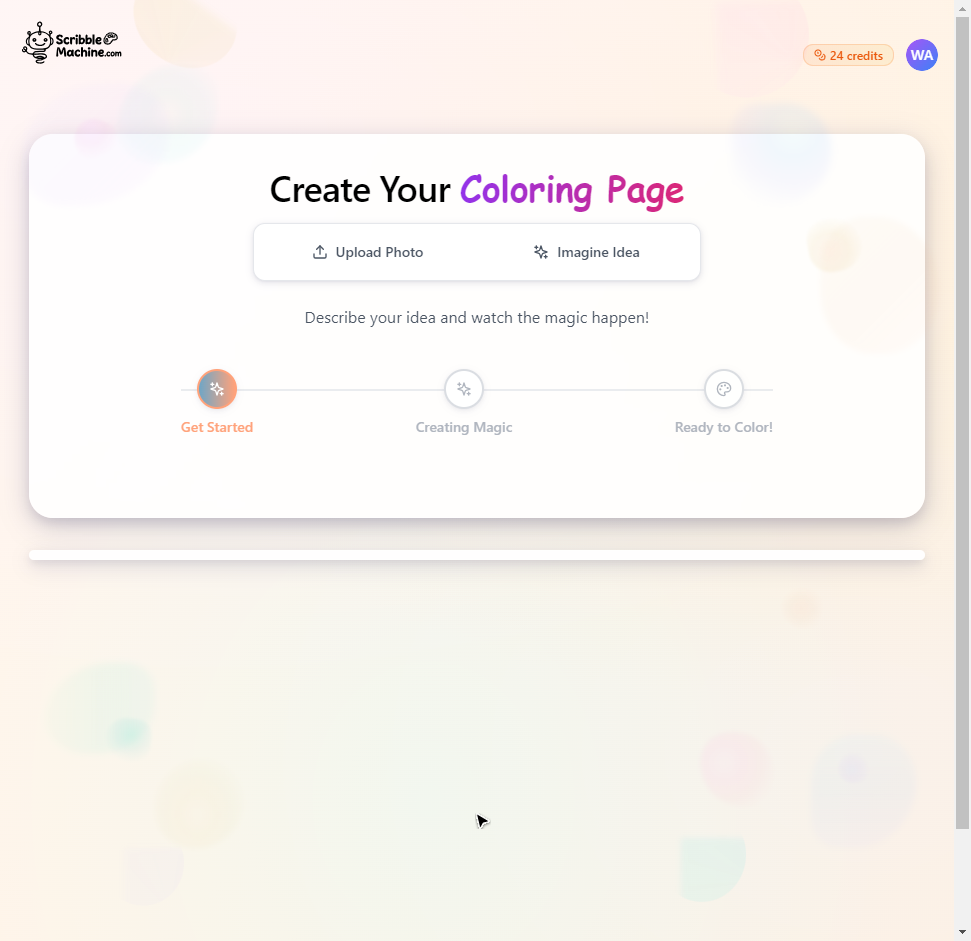 Scribble
Machine.com
24 credits
WA
Create Your Coloring Page
Upload Photo
Imagine Idea
Describe your idea and watch the magic happen!
Get Started
Creating Magic
Ready to Color!